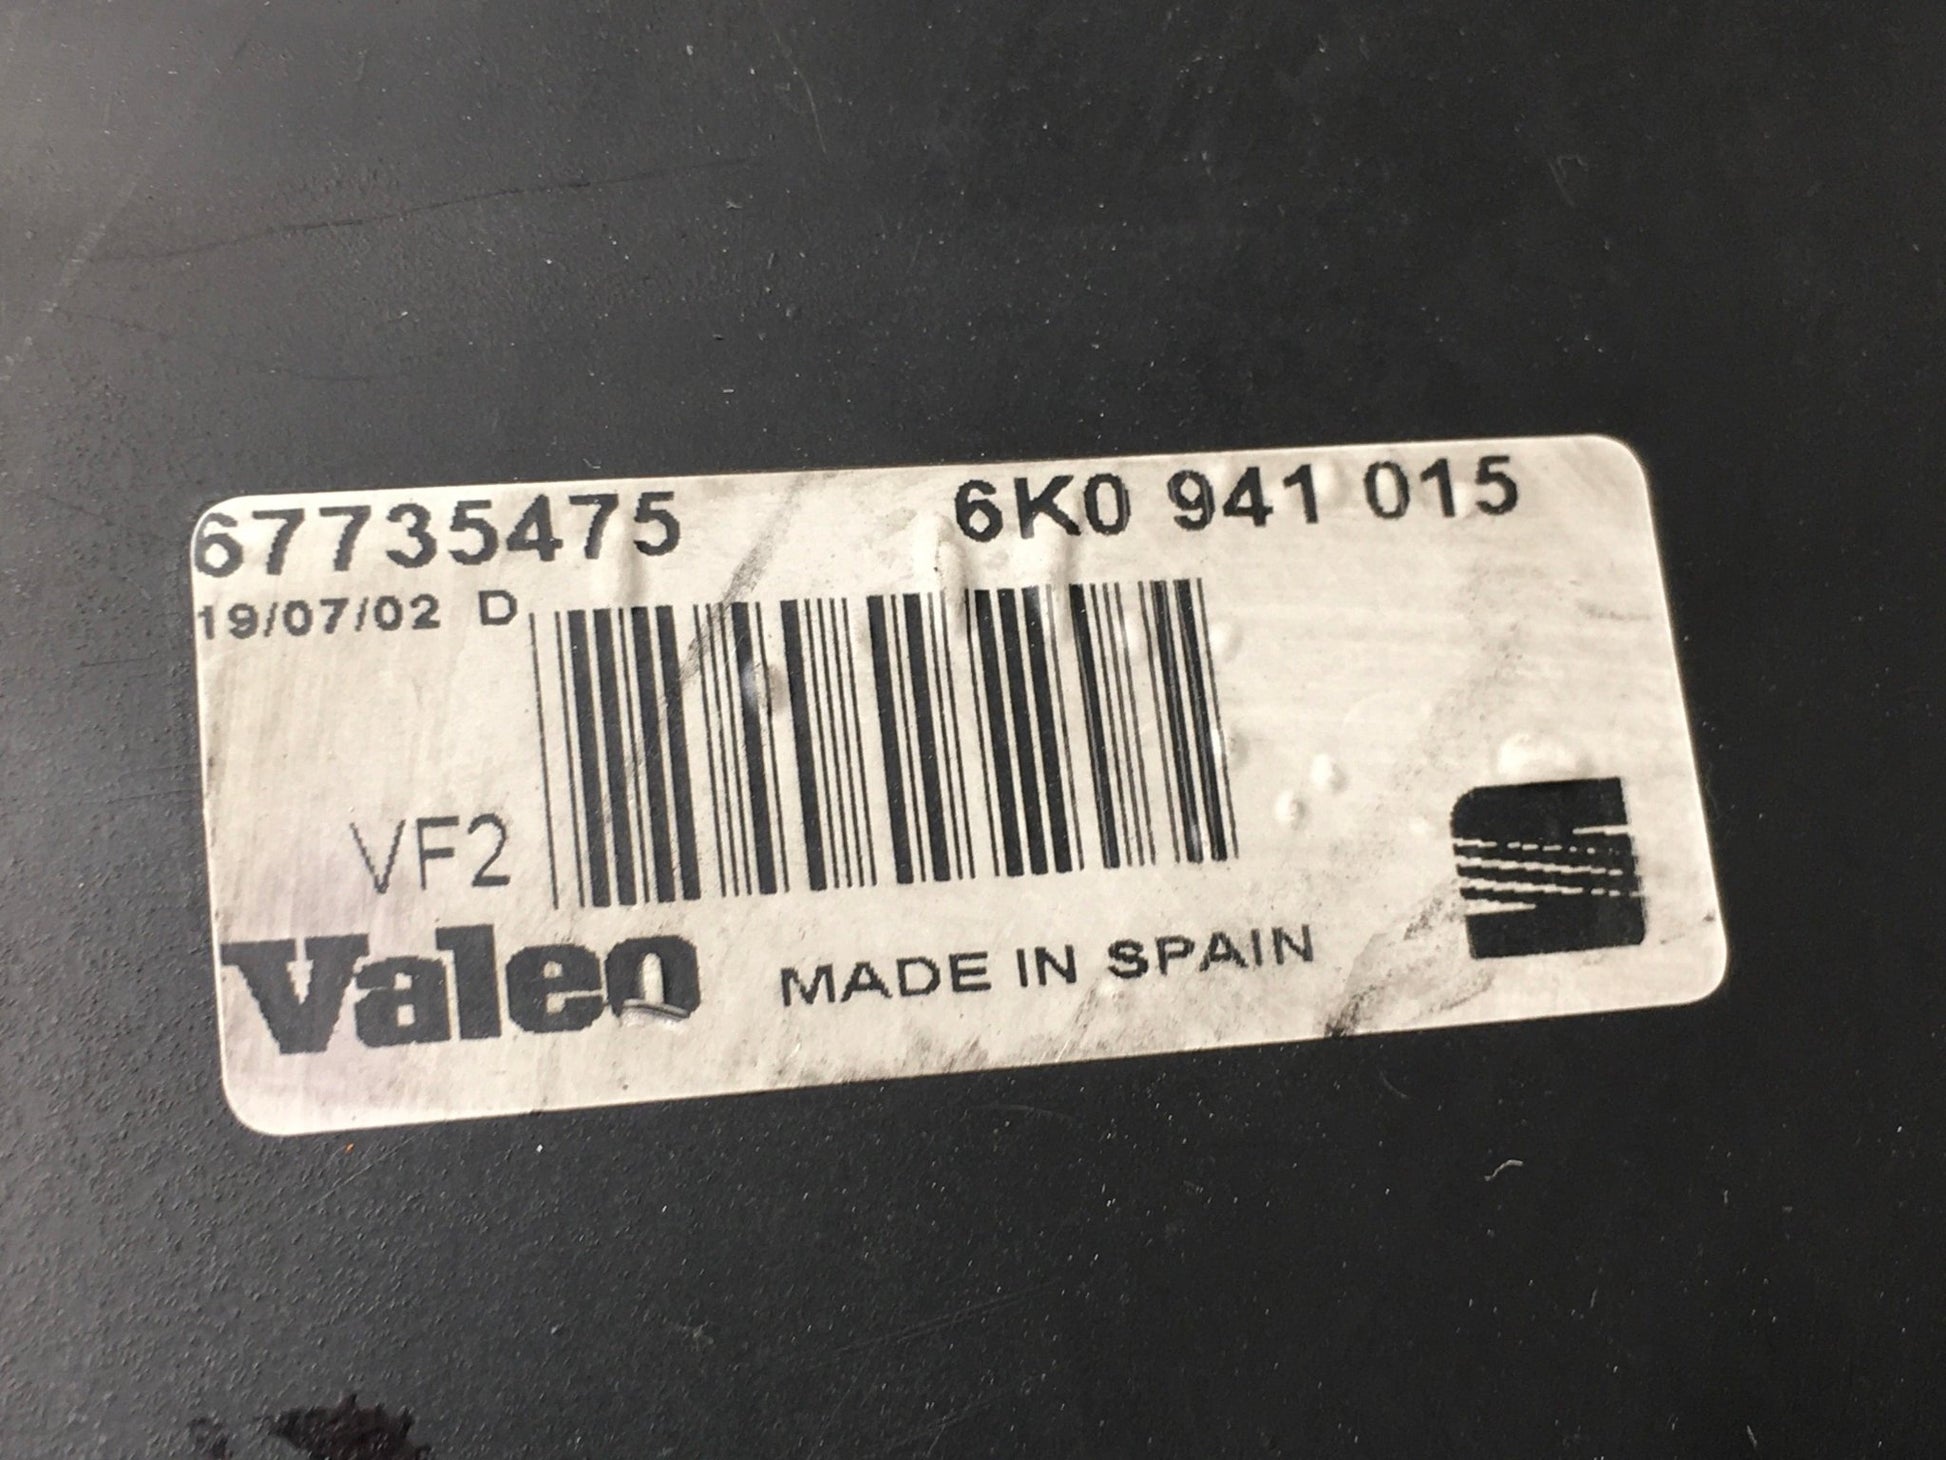 67735475 6K0 941 015
19/07/02 D
VF2
Valeo MADE IN SPAIN